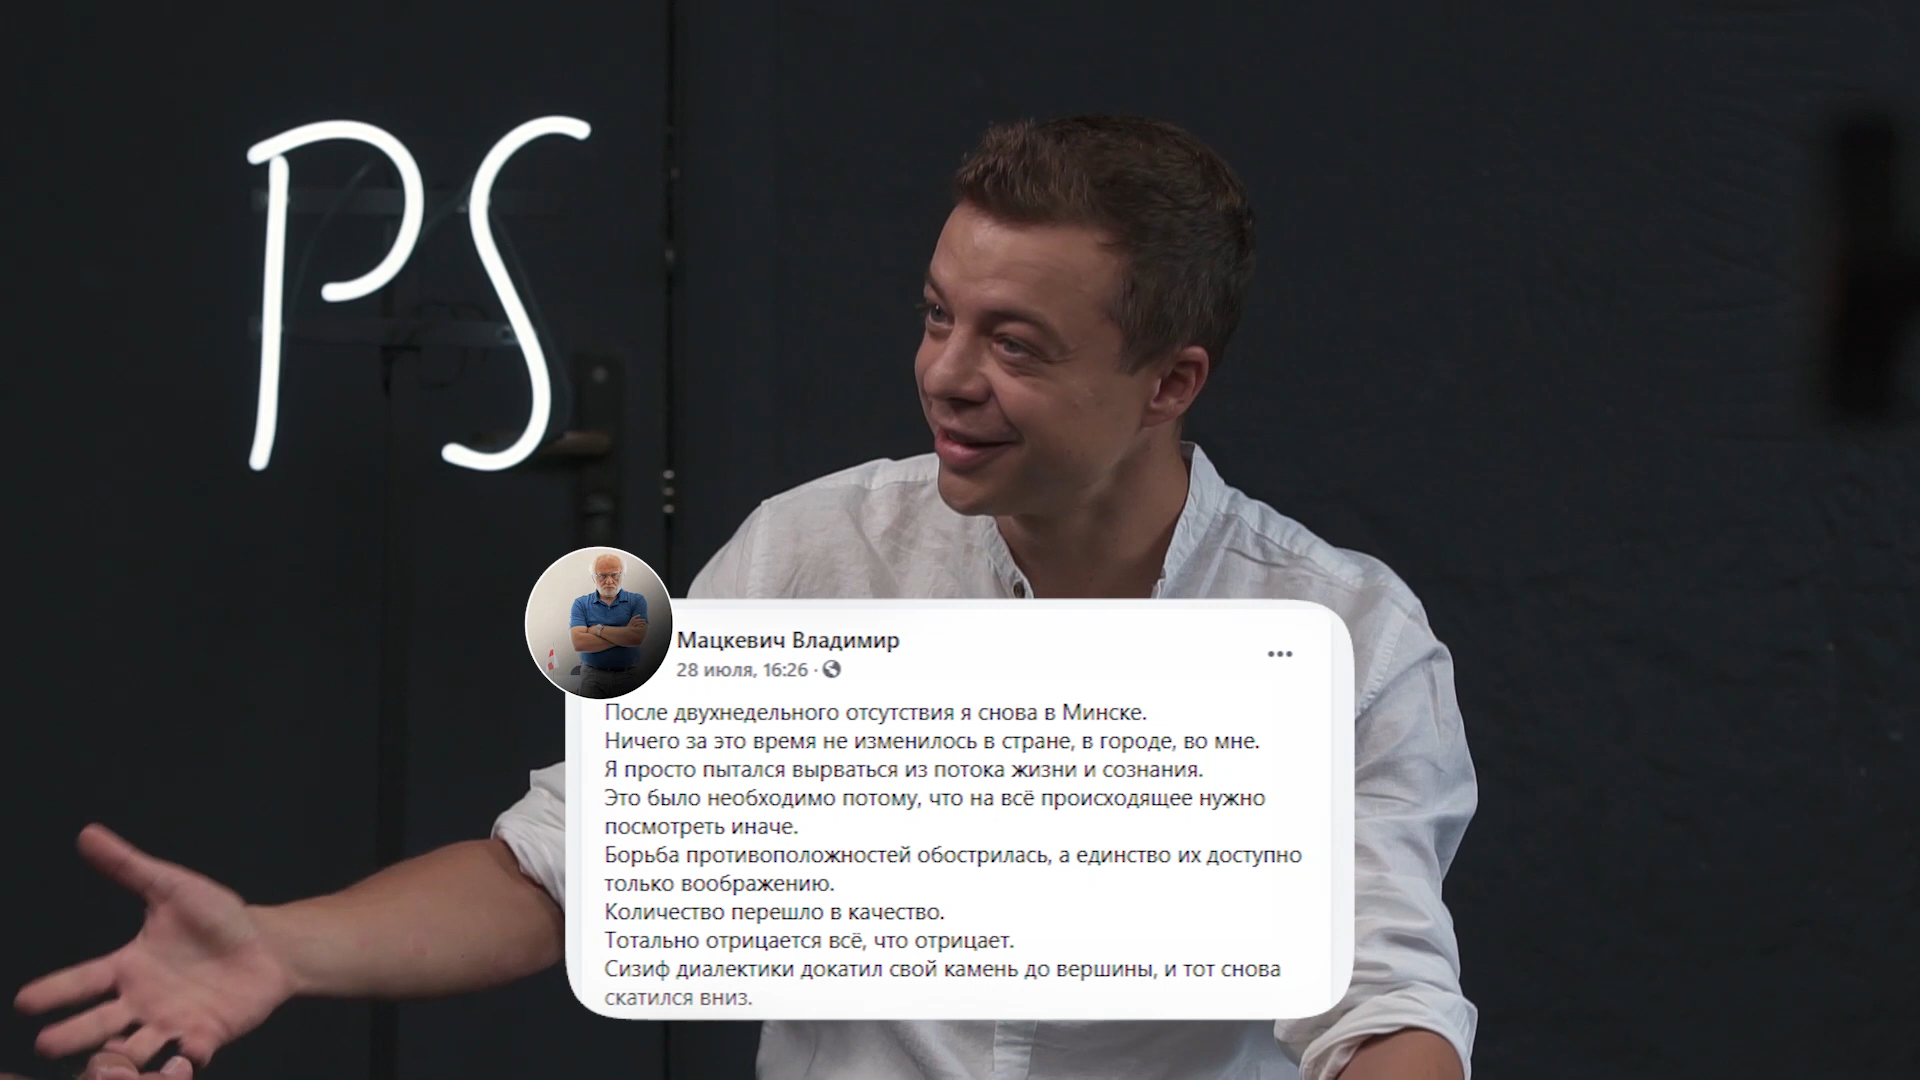 PS
Мацкевич Владимир
28 июля, 16:26 ·
После двухнедельного отсутствия я снова в Минске.
Ничего за это время не изменилось в стране, в городе, во мне.
Я просто пытался вырваться из потока жизни и сознания.
Это было необходимо потому, что на всё происходящее нужно
посмотреть иначе.
Борьба противоположностей обострилась, а единство их доступно
только воображению.
Количество перешло в качество.
Тотально отрицается всё, что отрицает.
Сизиф диалектики докатил свой камень до вершины, и тот снова
скатился вниз.